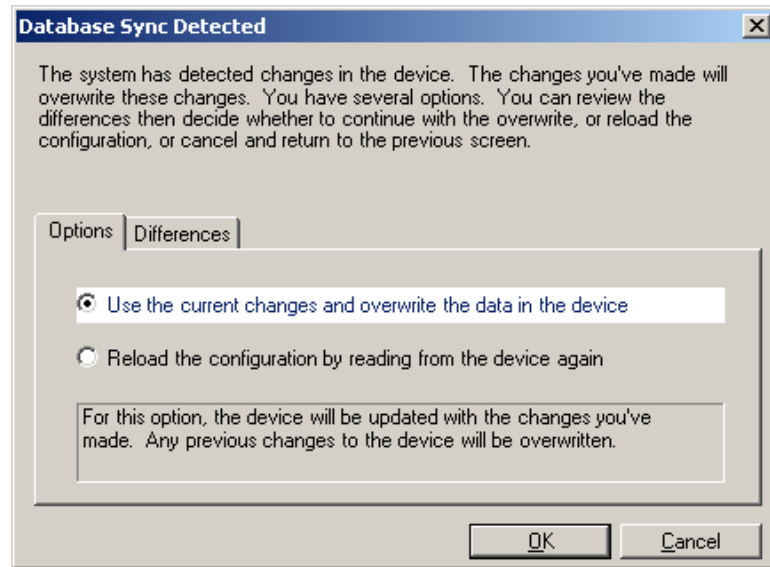 Database Sync Detected
The system has detected changes in the device.  The changes you've made will
overwrite these changes.  You have several options.  You can review the
differences then decide whether to continue with the overwrite, or reload the
configuration, or cancel and return to the previous screen.
Options
Differences
Use the current changes and overwrite the data in the device
Reload the configuration by reading from the device again
For this option, the device will be updated with the changes you've
made.  Any previous changes to the device will be overwritten.
OK
Cancel